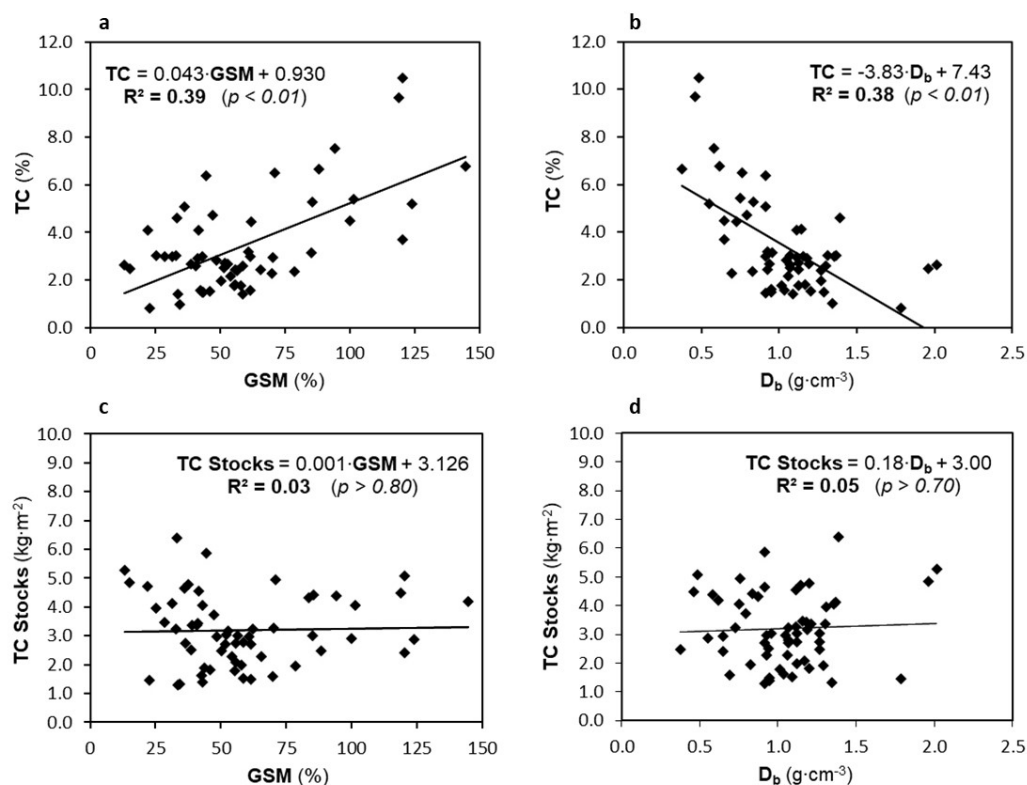 a
12.0
10.0
8.0
6.0
4.0
2.0
0.0
TC (%)
TC = 0.043·GSM + 0.930
R² = 0.39 (p < 0.01)
0 25 50 75 100 125 150
GSM (%)
b
12.0
10.0
8.0
6.0
4.0
2.0
0.0
TC (%)
TC = -3.83·Db + 7.43
R² = 0.38 (p < 0.01)
0.0 0.5 1.0 1.5 2.0 2.5
Db (g·cm-3)
c
10.0
9.0
8.0
7.0
6.0
5.0
4.0
3.0
2.0
1.0
0.0
TC Stocks (kg·m-2)
TC Stocks = 0.001·GSM + 3.126
R² = 0.03 (p > 0.80)
0 25 50 75 100 125 150
GSM (%)
d
10.0
9.0
8.0
7.0
6.0
5.0
4.0
3.0
2.0
1.0
0.0
TC Stocks (kg·m-2)
TC Stocks = 0.18·Db + 3.00
R² = 0.05 (p > 0.70)
0.0 0.5 1.0 1.5 2.0 2.5
Db (g·cm-3)